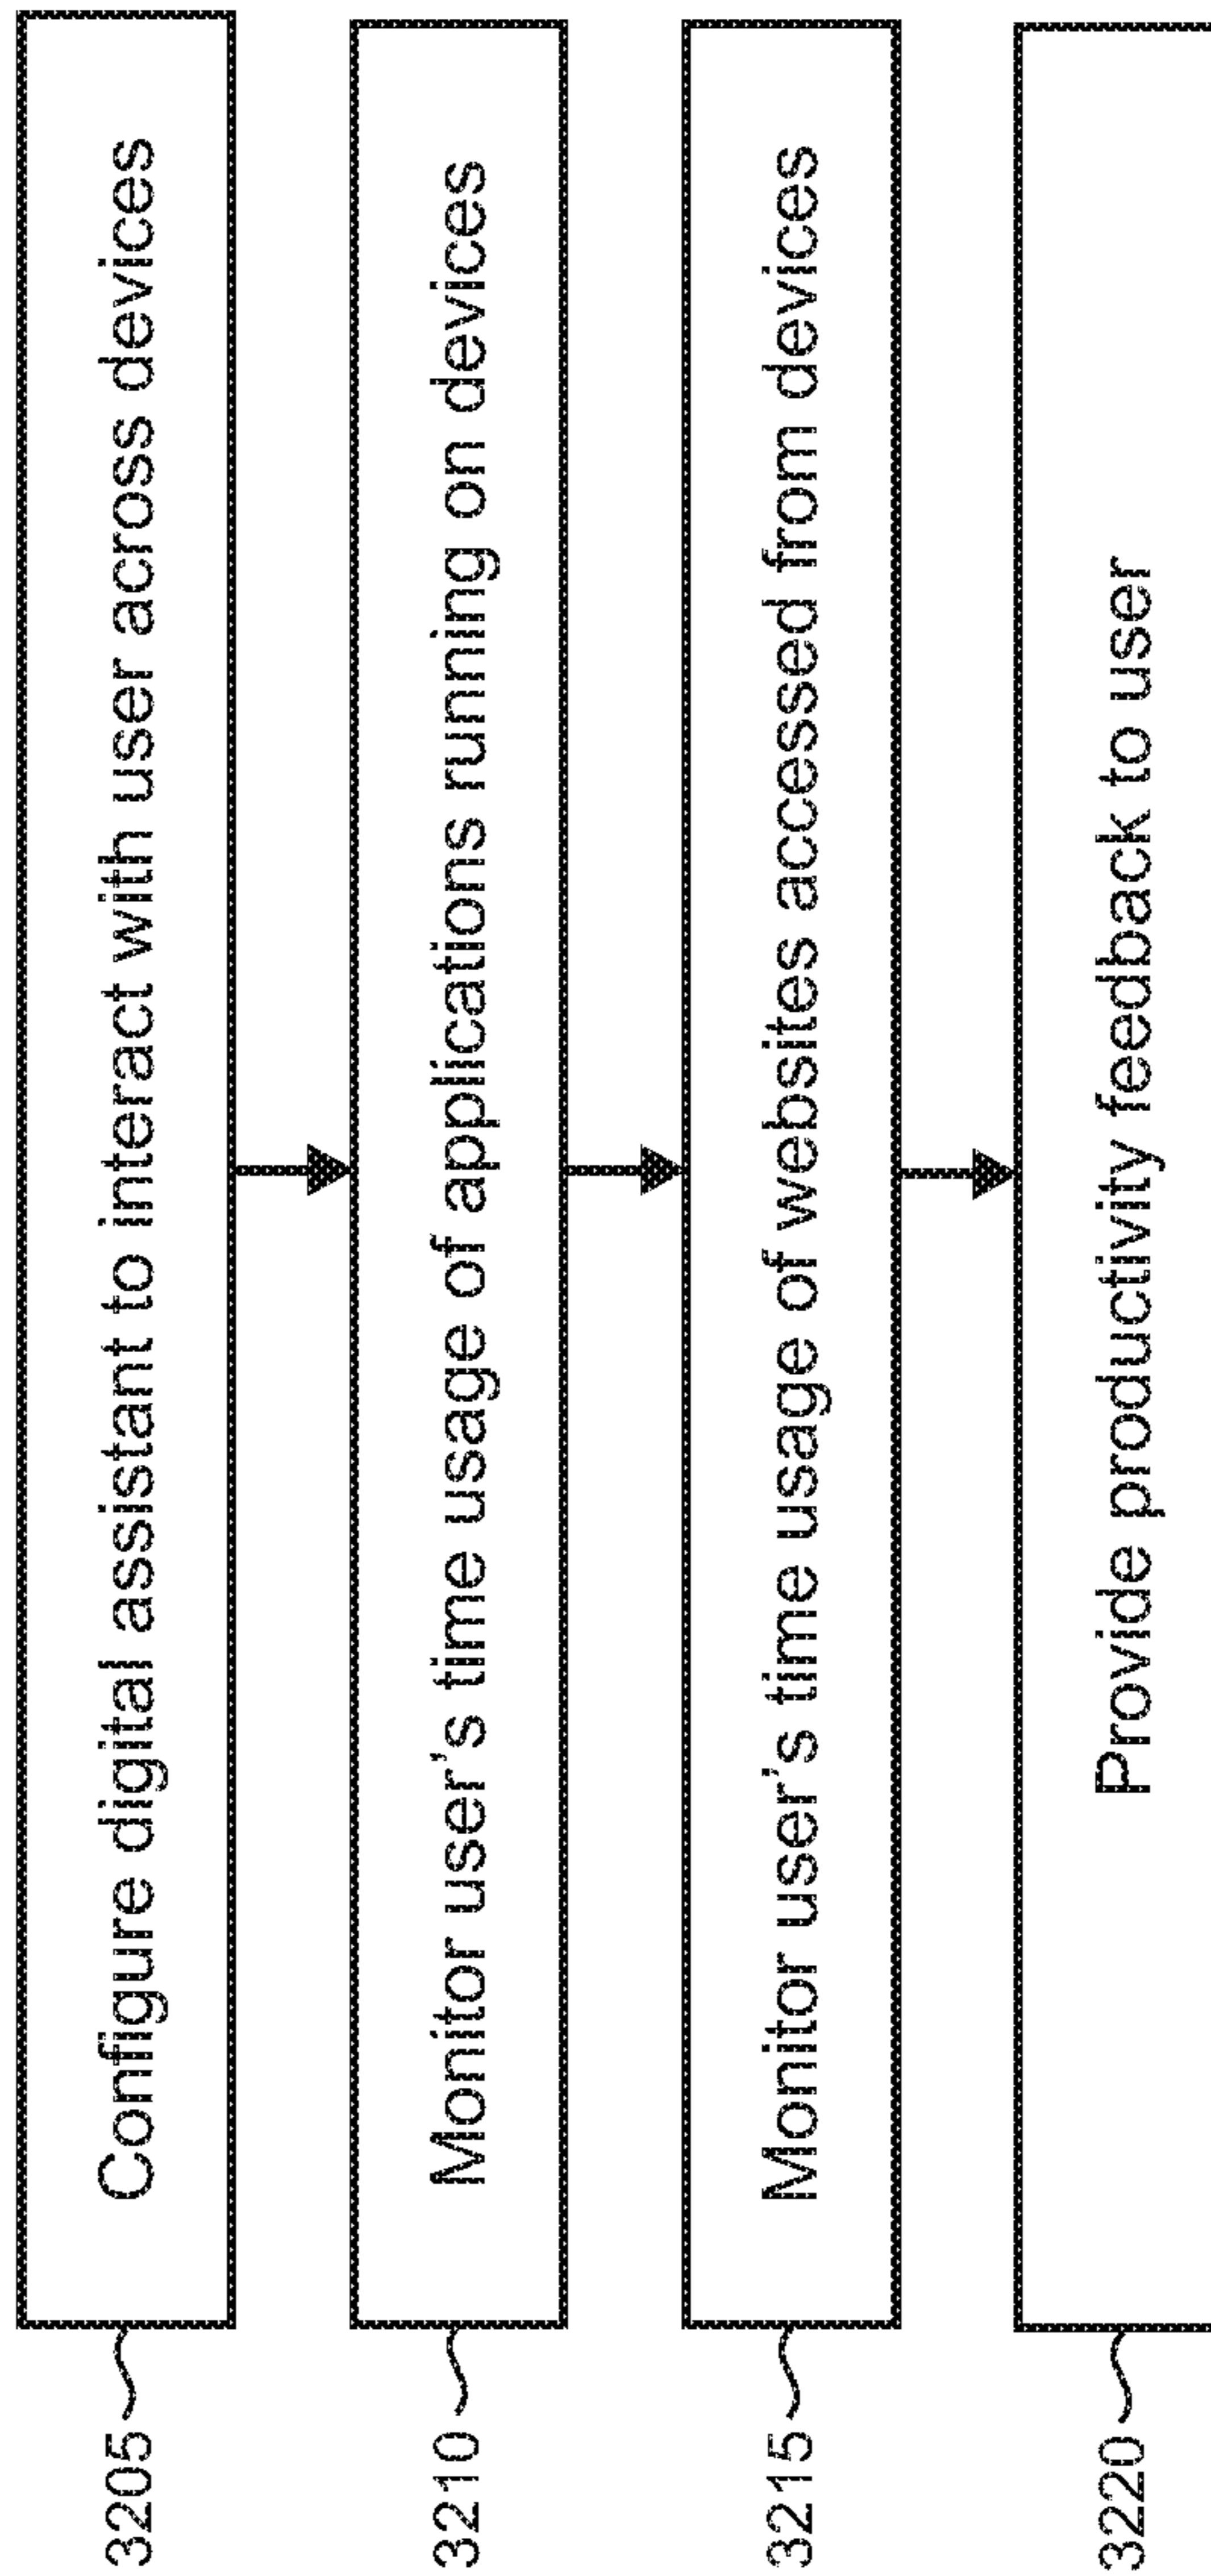 3205 Configure digital assistant to interact with user across devices
3210 Monitor user's time usage of applications running on devices
3215 Monitor user's time usage of websites accessed from devices
3220 Provide productivity feedback to user